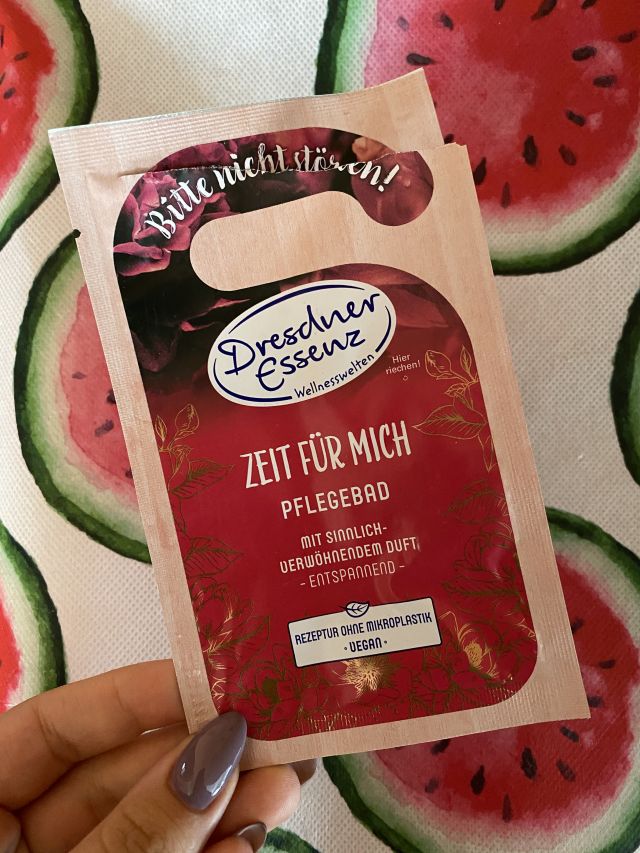 Bitte nicht stören!
Dresdner
Essenz
Wellnesswelten
Hier
riechen!
ZEIT FÜR MICH
PFLEGEBAD
MIT SINNLICH-
VERWÖHNENDEM DUFT
- ENTSPANNEND -
REZEPTUR OHNE MIKROPLASTIK
• VEGAN •